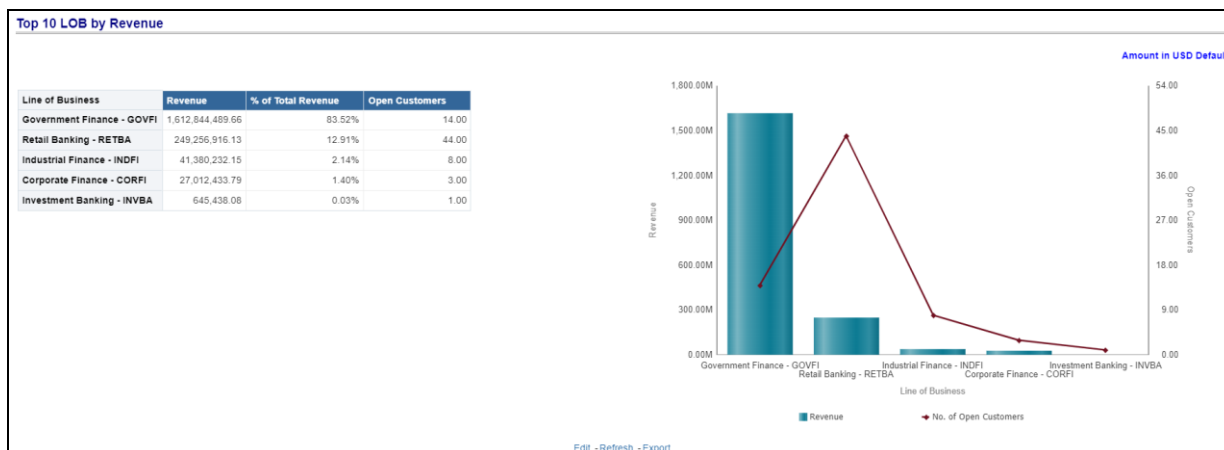 Top 10 LOB by Revenue
Amount in USD Defaul
Line of Business Revenue % of Total Revenue Open Customers
Government Finance - GOVFI 1,612,844,489.66 83.52% 14.00
Retail Banking - RETBA 249,256,916.13 12.91% 44.00
Industrial Finance - INDFI 41,380,232.15 2.14% 8.00
Corporate Finance - CORFI 27,012,433.79 1.40% 3.00
Investment Banking - INVBA 645,438.08 0.03% 1.00
1,800.00M 54.00
1,500.00M 45.00
1,200.00M 36.00
900.00M 27.00
600.00M 18.00
300.00M 9.00
0.00M 0.00
Revenue
Open Customers
Government Finance - GOVFI Industrial Finance - INDFI Investment Banking - INVBA
Retail Banking - RETBA Corporate Finance - CORFI
Line of Business
Revenue No. of Open Customers
Edit - Refresh - Export